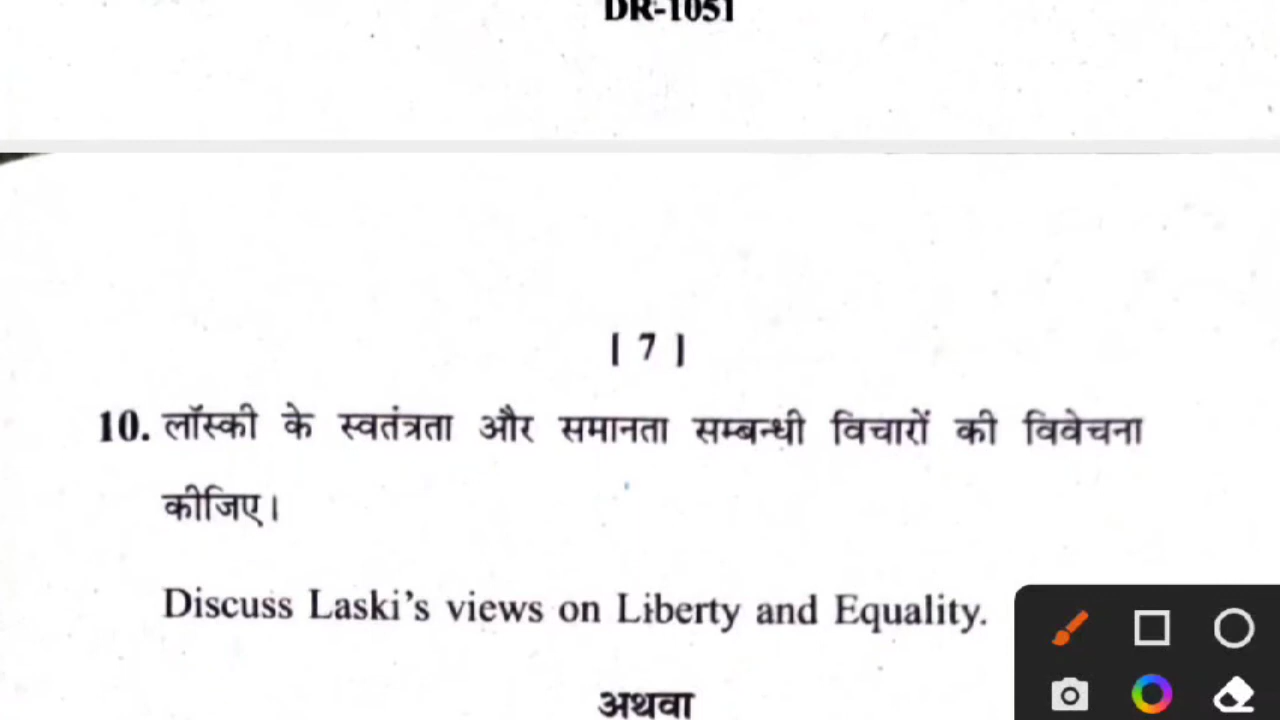 DR-1051
[ 7 ]
10. लॉस्की के स्वतंत्रता और समानता सम्बन्धी विचारों की विवेचना
कीजिए।
Discuss Laski's views on Liberty and Equality.
अथवा